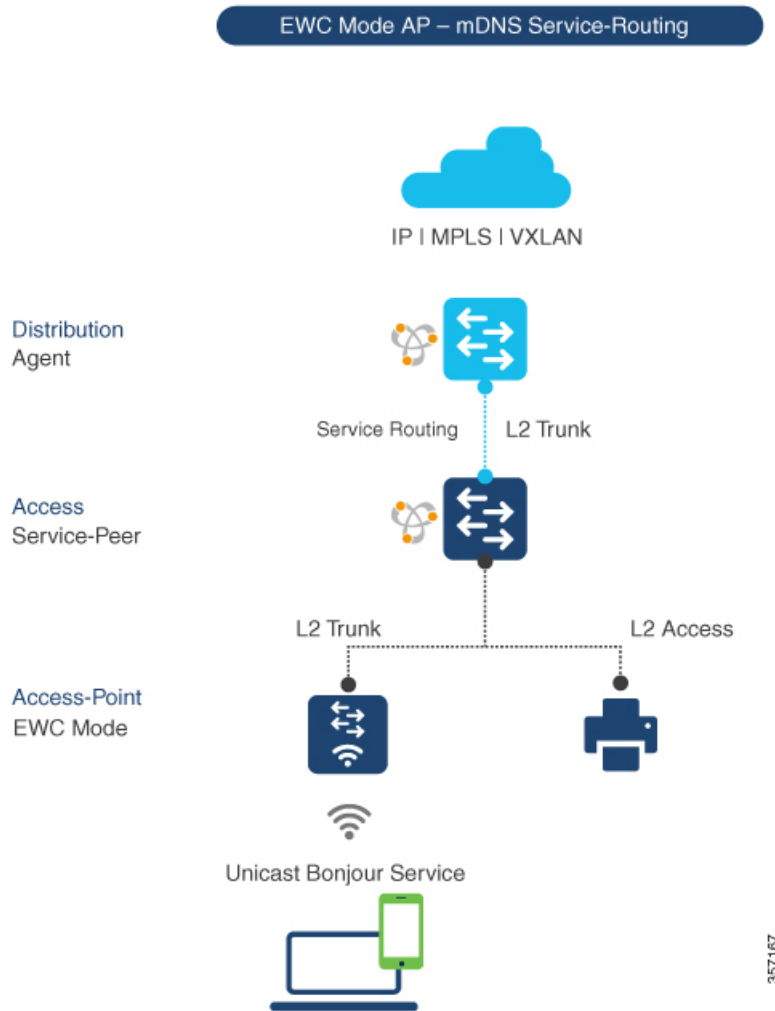 EWC Mode AP – mDNS Service-Routing
IP | MPLS | VXLAN
Distribution
Agent
Service Routing
L2 Trunk
Access
Service-Peer
L2 Trunk
L2 Access
Access-Point
EWC Mode
Unicast Bonjour Service
357167